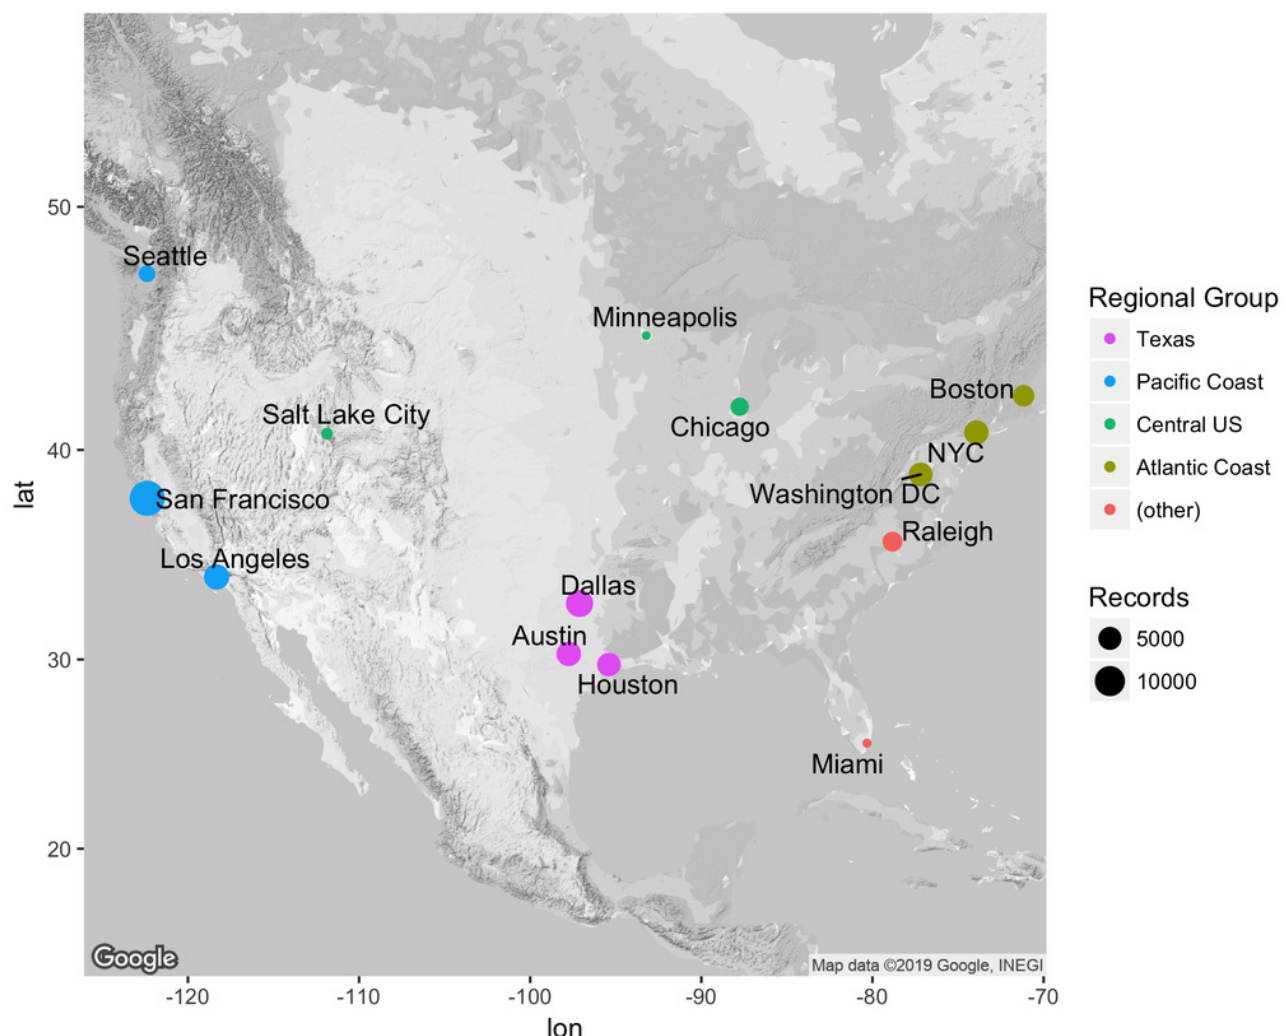 50
40
30
20
lat
Seattle
Minneapolis
Boston
Salt Lake City
Chicago
NYC
San Francisco
Washington DC
Raleigh
Los Angeles
Dallas
Austin
Houston
Miami
Google
Map data ©2019 Google, INEGI
-120
-110
-100
-90
-80
-70
lon
Regional Group
Texas
Pacific Coast
Central US
Atlantic Coast
(other)
Records
5000
10000